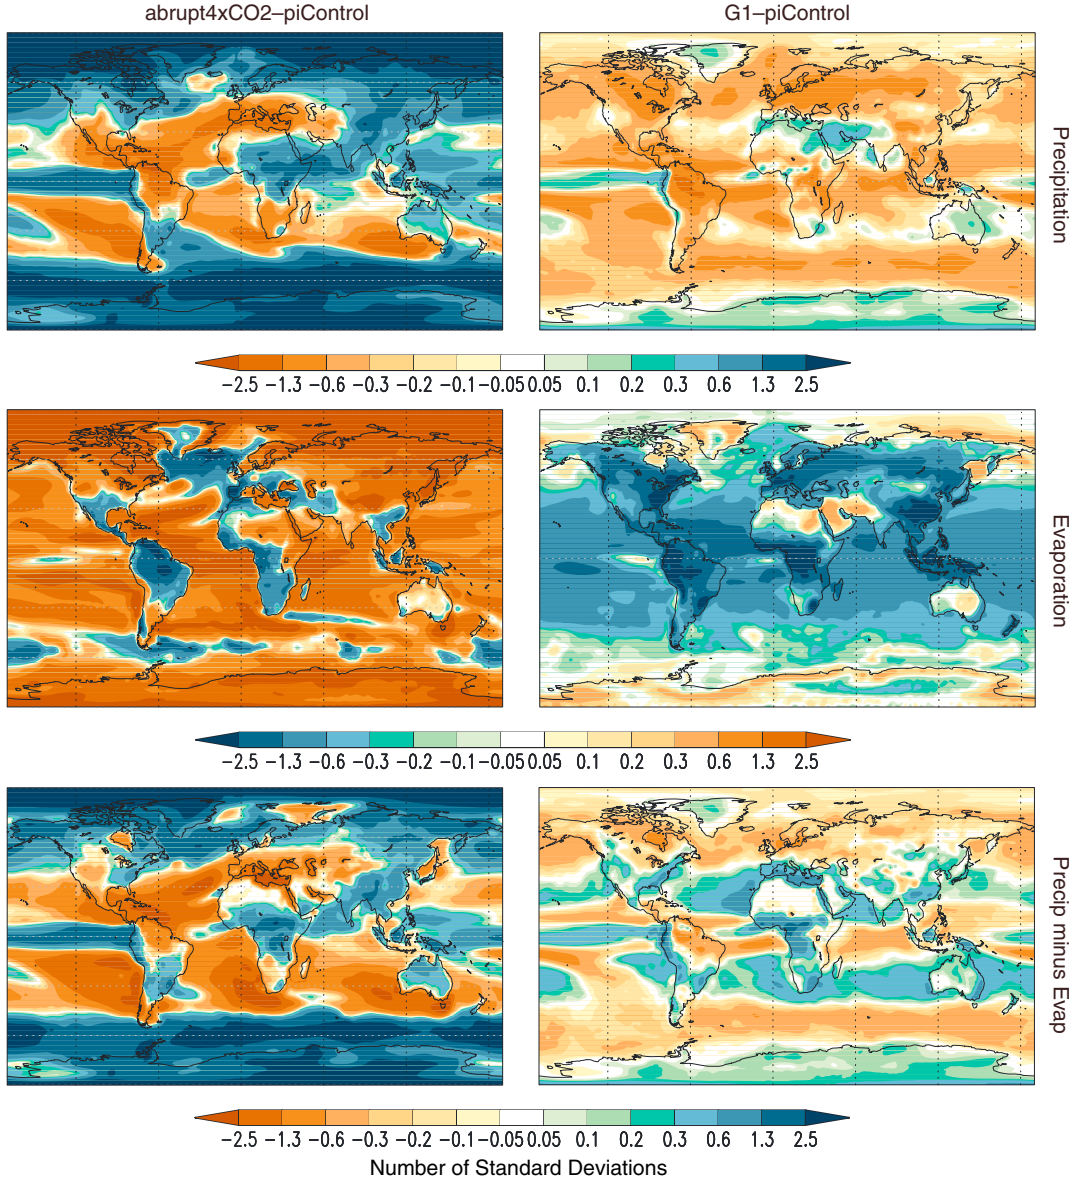 abrupt4xCO2–piControl G1–piControl
Precipitation
−2.5 −1.3 −0.6 −0.3 −0.2 −0.1 −0.05 0.05 0.1 0.2 0.3 0.6 1.3 2.5
Evaporation
−2.5 −1.3 −0.6 −0.3 −0.2 −0.1 −0.05 0.05 0.1 0.2 0.3 0.6 1.3 2.5
Precip minus Evap
−2.5 −1.3 −0.6 −0.3 −0.2 −0.1 −0.05 0.05 0.1 0.2 0.3 0.6 1.3 2.5
Number of Standard Deviations